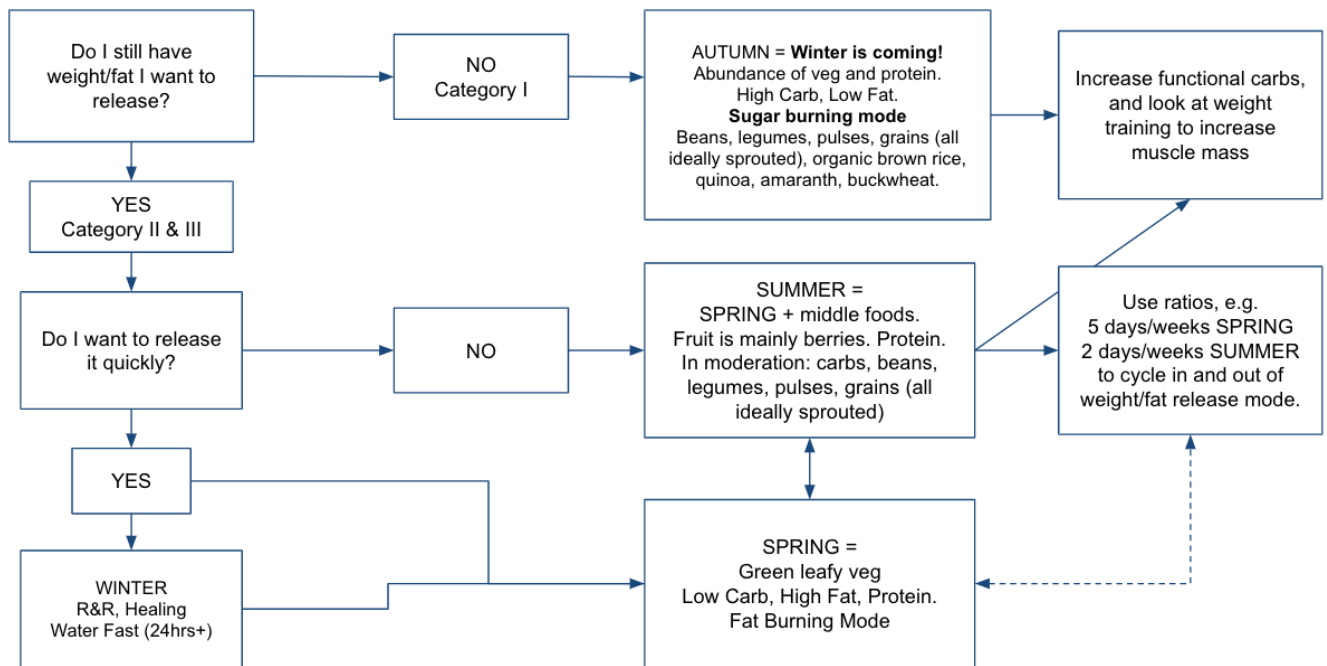 Do I still have
weight/fat I want to
release?
NO
Category I
AUTUMN = Winter is coming!
Abundance of veg and protein.
High Carb, Low Fat.
Sugar burning mode
Beans, legumes, pulses, grains (all
ideally sprouted), organic brown rice,
quinoa, amaranth, buckwheat.
Increase functional carbs,
and look at weight
training to increase
muscle mass
YES
Category II & III
Do I want to release
it quickly?
NO
SUMMER =
SPRING + middle foods.
Fruit is mainly berries. Protein.
In moderation: carbs, beans,
legumes, pulses, grains (all
ideally sprouted)
Use ratios, e.g.
5 days/weeks SPRING
2 days/weeks SUMMER
to cycle in and out of
weight/fat release mode.
YES
WINTER
R&R, Healing
Water Fast (24hrs+)
SPRING =
Green leafy veg
Low Carb, High Fat, Protein.
Fat Burning Mode